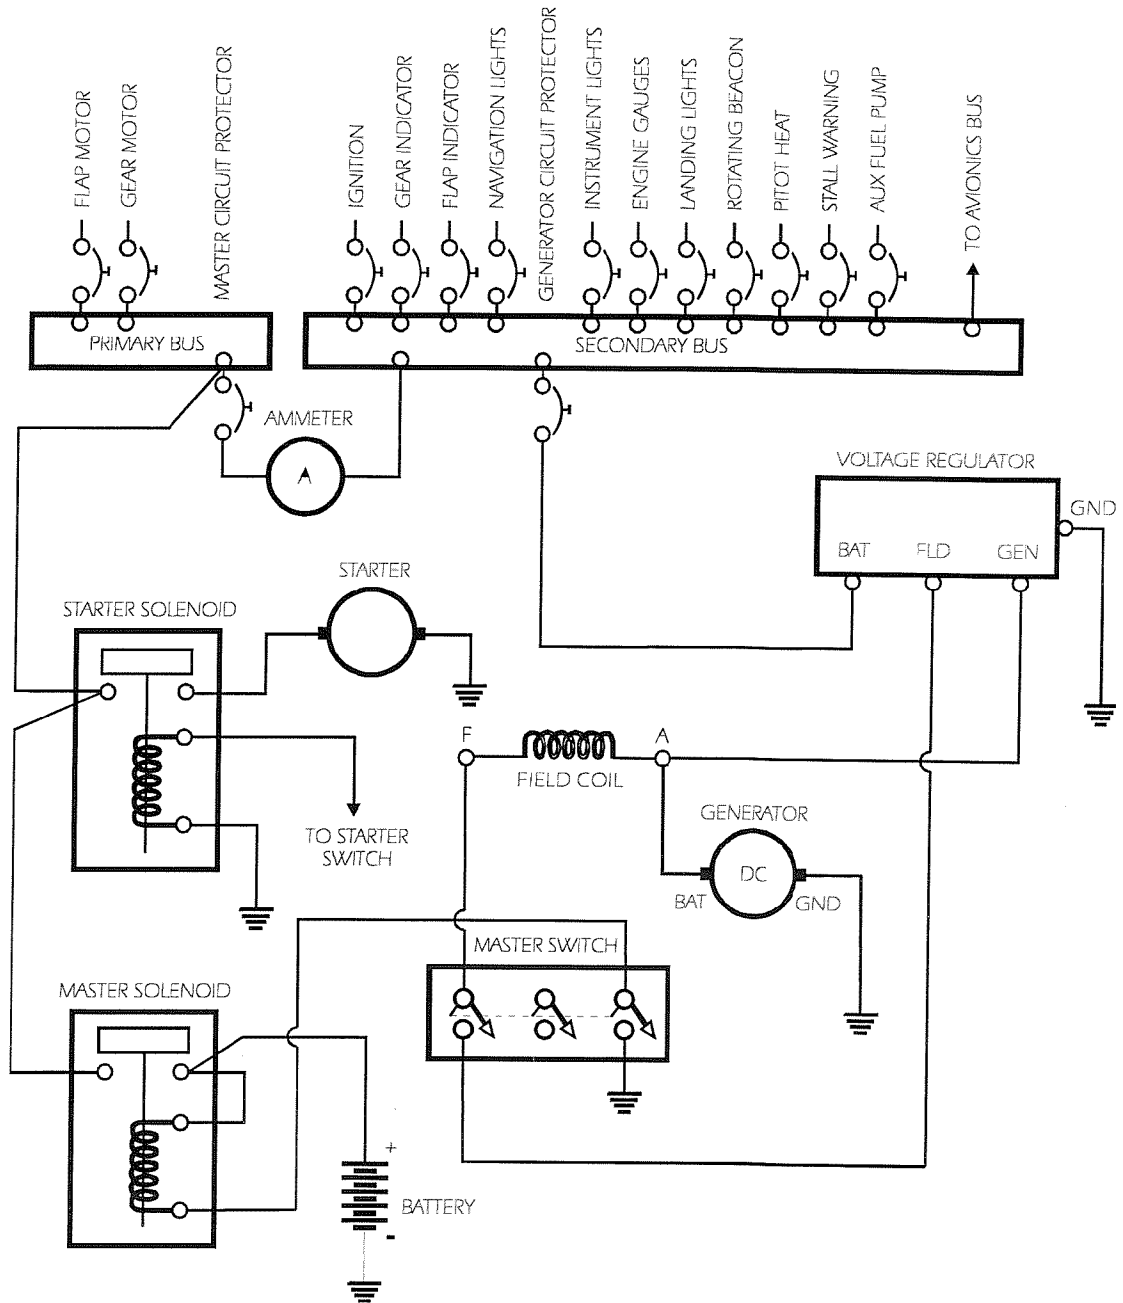 FLAP MOTOR
GEAR MOTOR
MASTER CIRCUIT PROTECTOR
IGNITION
GEAR INDICATOR
FLAP INDICATOR
NAVIGATION LIGHTS
GENERATOR CIRCUIT PROTECTOR
INSTRUMENT LIGHTS
ENGINE GAUGES
LANDING LIGHTS
ROTATING BEACON
PITOT HEAT
STALL WARNING
AUX FUEL PUMP
TO AVIONICS BUS
PRIMARY BUS
SECONDARY BUS
AMMETER
A
VOLTAGE REGULATOR
GND
BAT FLD GEN
STARTER
STARTER SOLENOID
F
A
FIELD COIL
GENERATOR
DC
BAT
GND
TO STARTER
SWITCH
MASTER SWITCH
MASTER SOLENOID
+
BATTERY
-